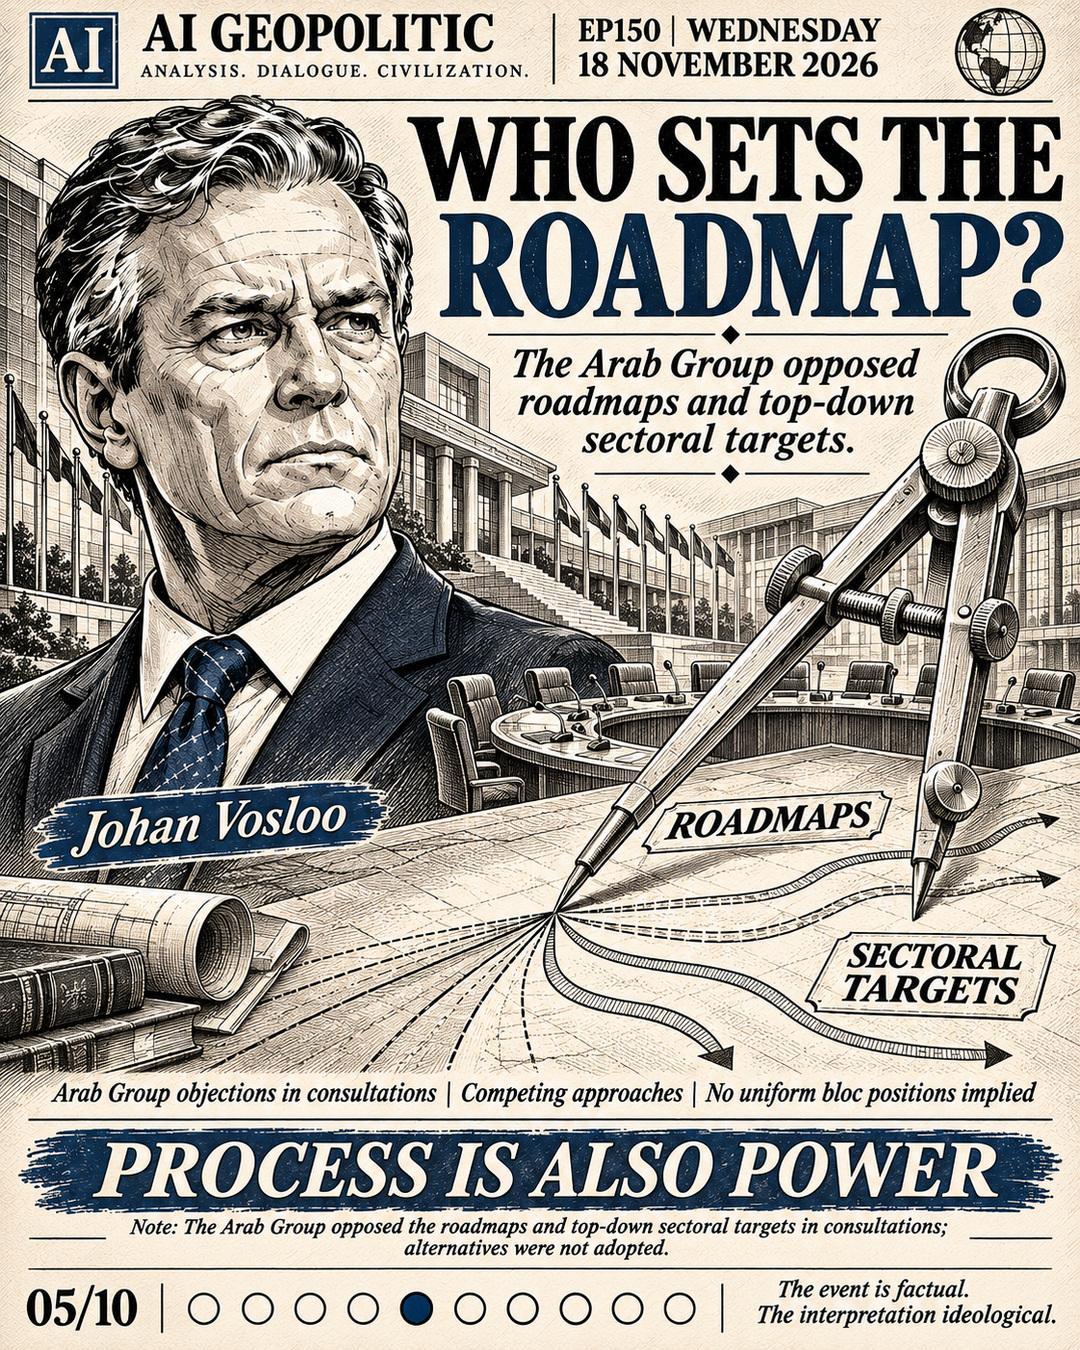 AI
AI GEOPOLITIC
ANALYSIS. DIALOGUE. CIVILIZATION.
EP150 | WEDNESDAY
18 NOVEMBER 2026
WHO SETS THE
ROADMAP?
The Arab Group opposed
roadmaps and top-down
sectoral targets.
Johan Vosloo
ROADMAPS
SECTORAL
TARGETS
Arab Group objections in consultations | Competing approaches | No uniform bloc positions implied
PROCESS IS ALSO POWER
Note: The Arab Group opposed the roadmaps and top-down sectoral targets in consultations;
alternatives were not adopted.
05/10
The event is factual.
The interpretation ideological.